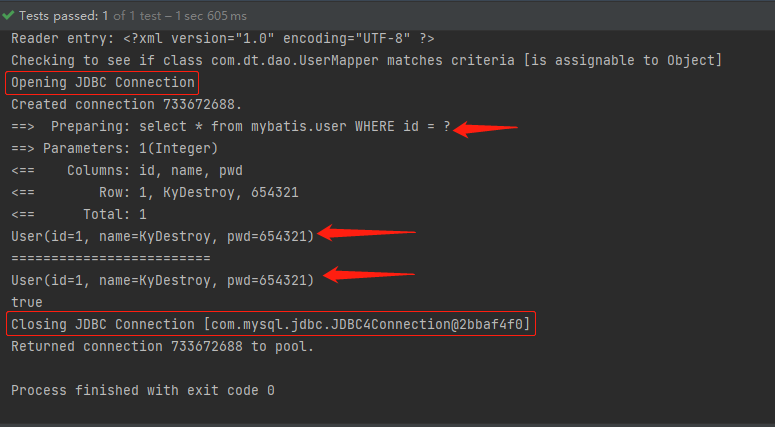 Tests passed: 1 of 1 test – 1 sec 605 ms
Reader entry: <?xml version="1.0" encoding="UTF-8" ?>
Checking to see if class com.dt.dao.UserMapper matches criteria [is assignable to Object]
Opening JDBC Connection
Created connection 733672688.
==>  Preparing: select * from mybatis.user WHERE id = ?
==> Parameters: 1(Integer)
<==    Columns: id, name, pwd
<==        Row: 1, KyDestroy, 654321
<==      Total: 1
User(id=1, name=KyDestroy, pwd=654321)
=========================
User(id=1, name=KyDestroy, pwd=654321)
true
Closing JDBC Connection [com.mysql.jdbc.JDBC4Connection@2bbaf4f0]
Returned connection 733672688 to pool.
Process finished with exit code 0